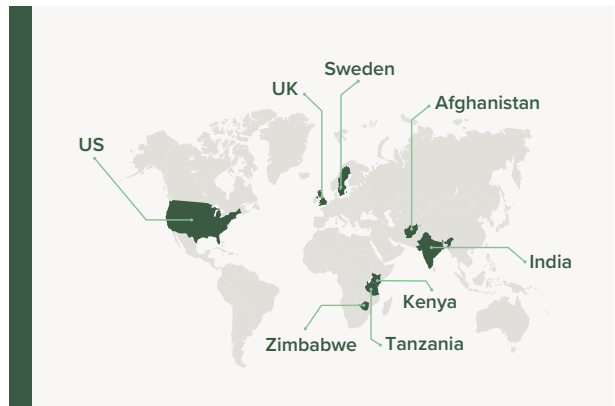 Sweden
UK
Afghanistan
US
India
Kenya
Zimbabwe
Tanzania